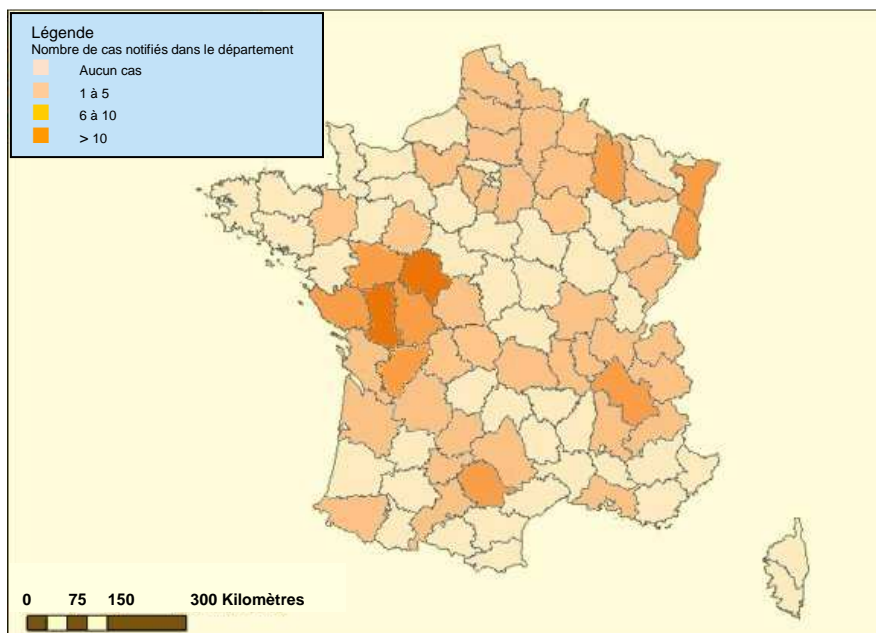 Légende
Nombre de cas notifiés dans le département
Aucun cas
1 à 5
6 à 10
> 10
0 75 150 300 Kilomètres